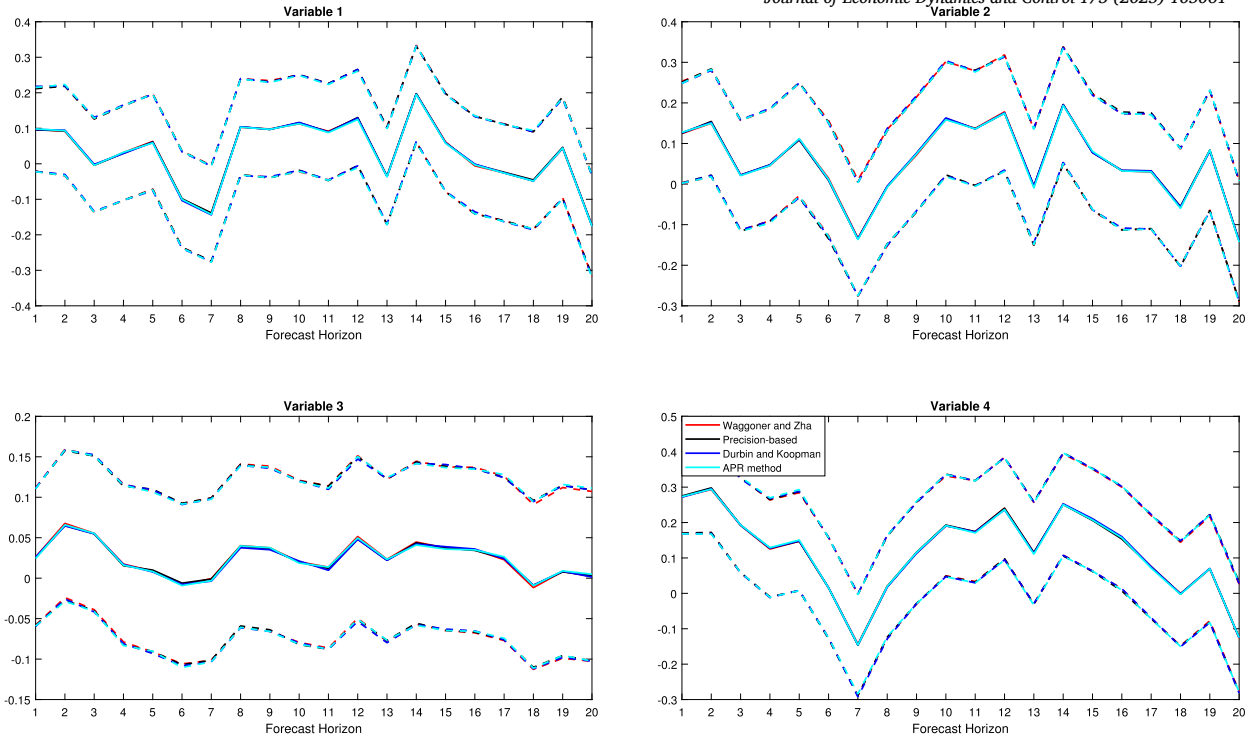 Journal of Economic Dynamics and Control 175 (2025)
Variable 1
0.4
0.3
0.2
0.1
0
-0.1
-0.2
-0.3
-0.4
1 2 3 4 5 6 7 8 9 10 11 12 13 14 15 16 17 18 19 20
Forecast Horizon
Variable 2
0.4
0.3
0.2
0.1
0
-0.1
-0.2
-0.3
1 2 3 4 5 6 7 8 9 10 11 12 13 14 15 16 17 18 19 20
Forecast Horizon
Variable 3
0.2
0.15
0.1
0.05
0
-0.05
-0.1
-0.15
1 2 3 4 5 6 7 8 9 10 11 12 13 14 15 16 17 18 19 20
Forecast Horizon
Variable 4
0.5
0.4
0.3
0.2
0.1
0
-0.1
-0.2
-0.3
Waggoner and Zha
Precision-based
Durbin and Koopman
APR method
1 2 3 4 5 6 7 8 9 10 11 12 13 14 15 16 17 18 19 20
Forecast Horizon